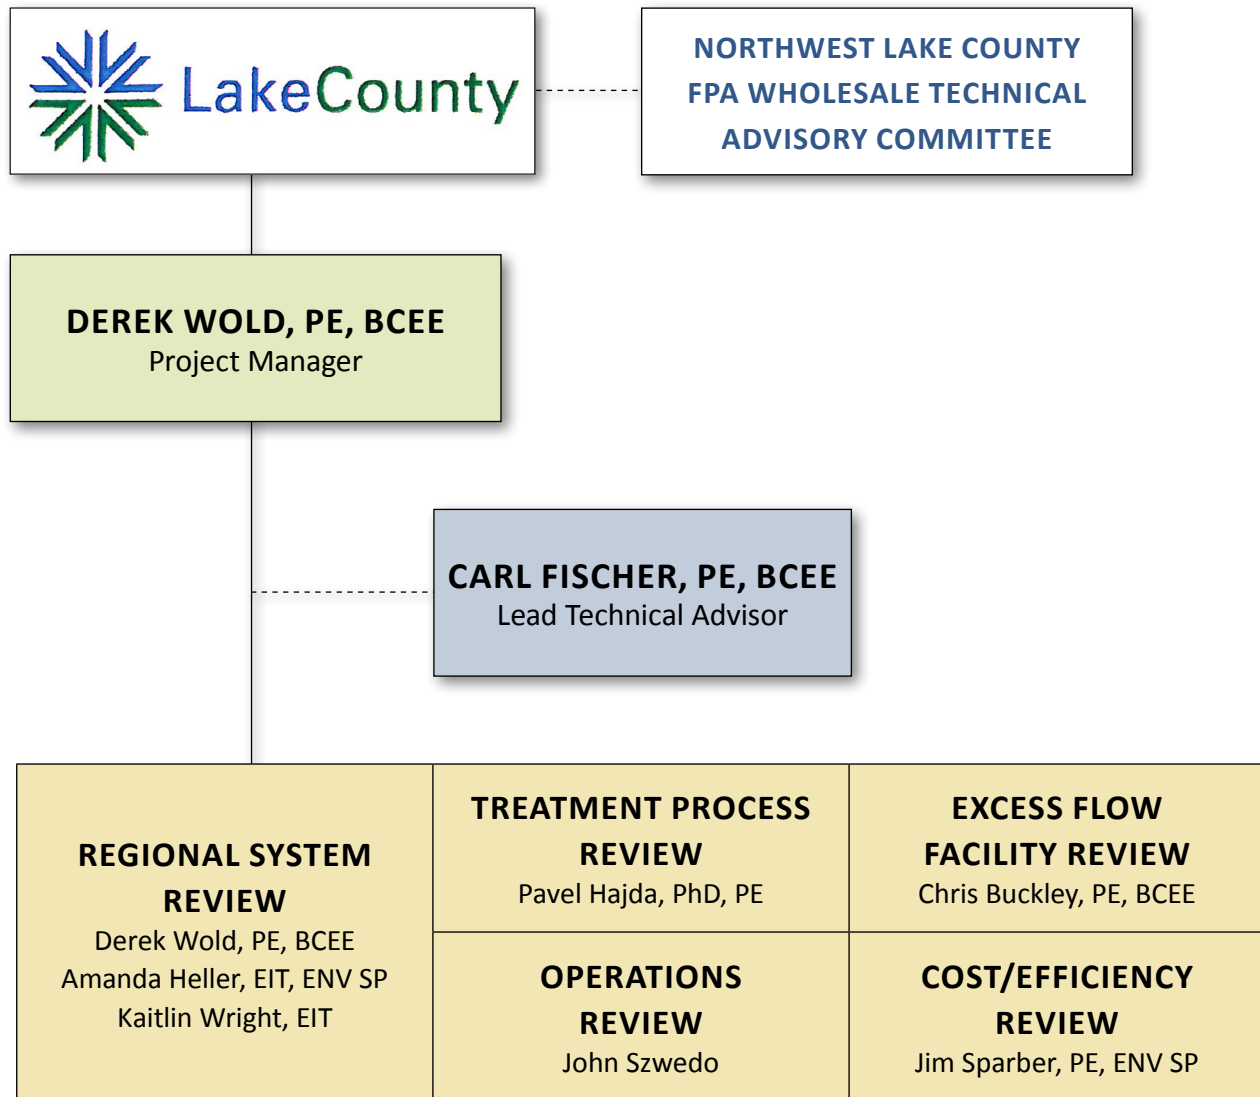 LakeCounty
NORTHWEST LAKE COUNTY
FPA WHOLESALE TECHNICAL
ADVISORY COMMITTEE
DEREK WOLD, PE, BCEE
Project Manager
CARL FISCHER, PE, BCEE
Lead Technical Advisor
REGIONAL SYSTEM
REVIEW
Derek Wold, PE, BCEE
Amanda Heller, EIT, ENV SP
Kaitlin Wright, EIT
TREATMENT PROCESS
REVIEW
Pavel Hajda, PhD, PE
EXCESS FLOW
FACILITY REVIEW
Chris Buckley, PE, BCEE
OPERATIONS
REVIEW
John Szwedo
COST/EFFICIENCY
REVIEW
Jim Sparber, PE, ENV SP